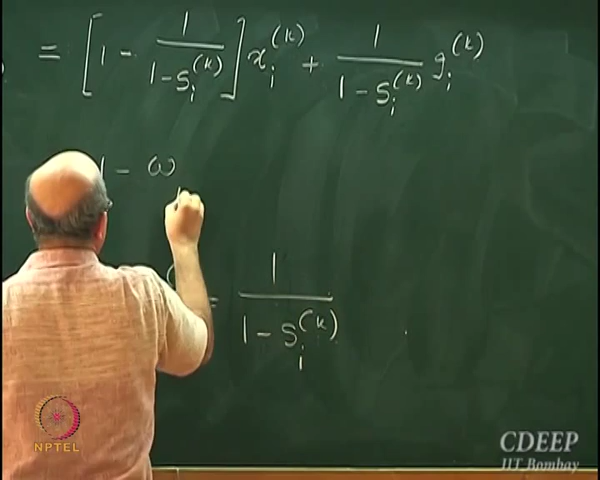 = [1 - 1/(1-S_i^(k))] x_i^(k) + 1/(1-S_i^(k)) g_i^(k)
1 - ω
= 1/(1-S_i^(k))
NPTEL
CDEEP
IIT Bombay